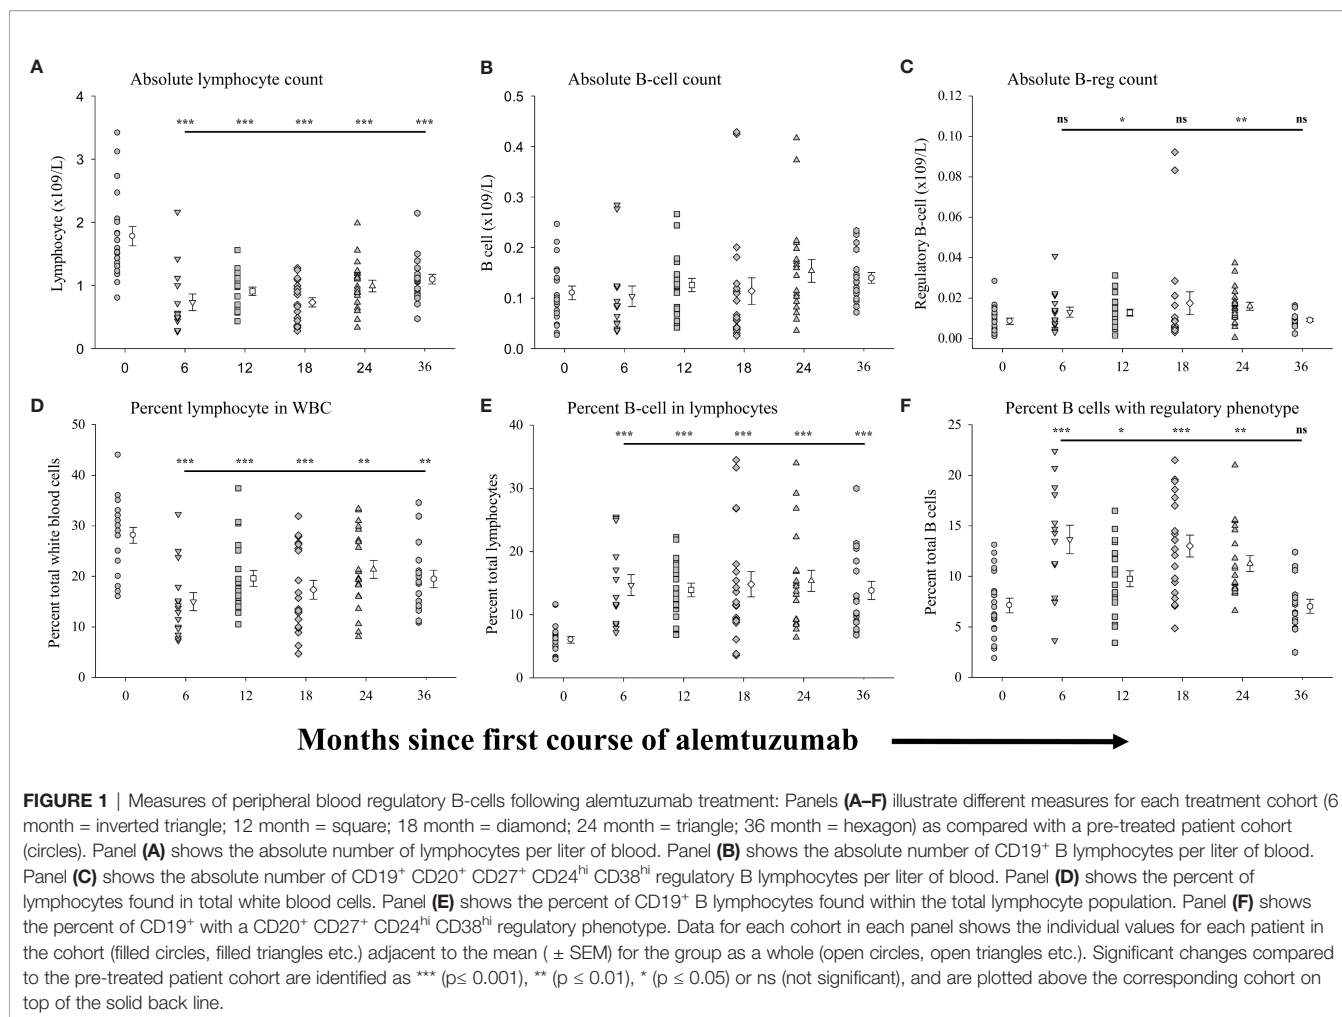 A
Absolute lymphocyte count
Lymphocyte (x109/L)
4
3
2
1
0
*** *** *** *** ***
0 6 12 18 24 36
B
Absolute B-cell count
B cell (x109/L)
0.5
0.4
0.3
0.2
0.1
0.0
0 6 12 18 24 36
C
Absolute B-reg count
Regulatory B-cell (x109/L)
0.12
0.10
0.08
0.06
0.04
0.02
0.00
ns * ns ** ns
0 6 12 18 24 36
D
Percent lymphocyte in WBC
Percent total white blood cells
50
40
30
20
10
0
*** *** *** ** **
0 6 12 18 24 36
E
Percent B-cell in lymphocytes
Percent total lymphocytes
40
30
20
10
0
*** *** *** *** ***
0 6 12 18 24 36
F
Percent B cells with regulatory phenotype
Percent total B cells
25
20
15
10
5
0
*** * *** ** ns
0 6 12 18 24 36
Months since first course of alemtuzumab
FIGURE 1 | Measures of peripheral blood regulatory B-cells following alemtuzumab treatment: Panels (A–F) illustrate different measures for each treatment cohort (6
month = inverted triangle; 12 month = square; 18 month = diamond; 24 month = triangle; 36 month = hexagon) as compared with a pre-treated patient cohort
(circles). Panel (A) shows the absolute number of lymphocytes per liter of blood. Panel (B) shows the absolute number of CD19⁺ B lymphocytes per liter of blood.
Panel (C) shows the absolute number of CD19⁺ CD20⁺ CD27⁺ CD24ʰⁱ CD38ʰⁱ regulatory B lymphocytes per liter of blood. Panel (D) shows the percent of
lymphocytes found in total white blood cells. Panel (E) shows the percent of CD19⁺ B lymphocytes found within the total lymphocyte population. Panel (F) shows
the percent of CD19⁺ with a CD20⁺ CD27⁺ CD24ʰⁱ CD38ʰⁱ regulatory phenotype. Data for each cohort in each panel shows the individual values for each patient in
the cohort (filled circles, filled triangles etc.) adjacent to the mean ( ± SEM) for the group as a whole (open circles, open triangles etc.). Significant changes compared
to the pre-treated patient cohort are identified as *** (p≤ 0.001), ** (p ≤ 0.01), * (p ≤ 0.05) or ns (not significant), and are plotted above the corresponding cohort on
top of the solid back line.